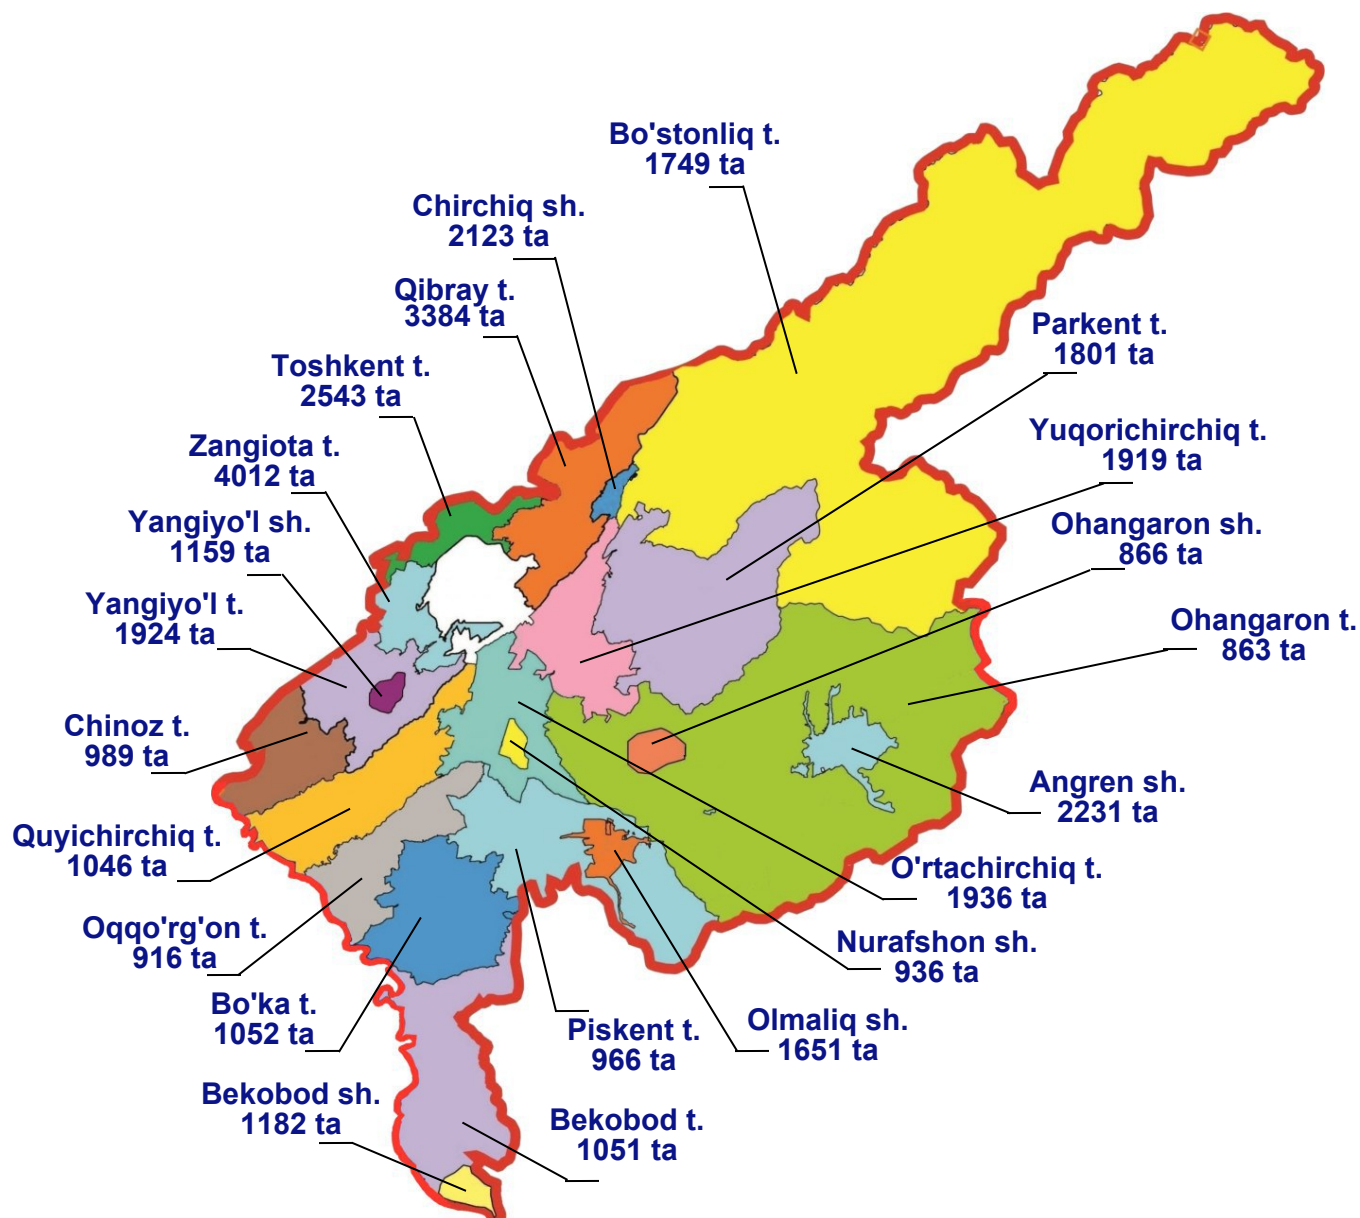 Bo'stonliq t.
1749 ta
Chirchiq sh.
2123 ta
Qibray t.
3384 ta
Parkent t.
1801 ta
Toshkent t.
2543 ta
Yuqorichirchiq t.
1919 ta
Zangiota t.
4012 ta
Yangiyo'l sh.
1159 ta
Ohangaron sh.
866 ta
Yangiyo'l t.
1924 ta
Ohangaron t.
863 ta
Chinoz t.
989 ta
Angren sh.
2231 ta
Quyichirchiq t.
1046 ta
O'rtachirchiq t.
1936 ta
Oqqo'rg'on t.
916 ta
Nurafshon sh.
936 ta
Bo'ka t.
1052 ta
Piskent t.
966 ta
Olmaliq sh.
1651 ta
Bekobod sh.
1182 ta
Bekobod t.
1051 ta